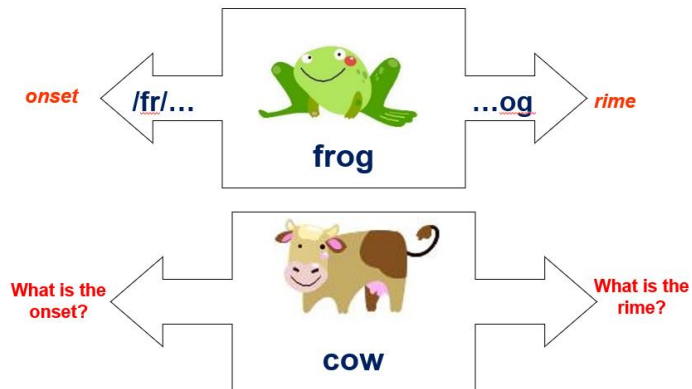 onset
/fr/...
...og
rime
frog
What is the
onset?
What is the
rime?
cow